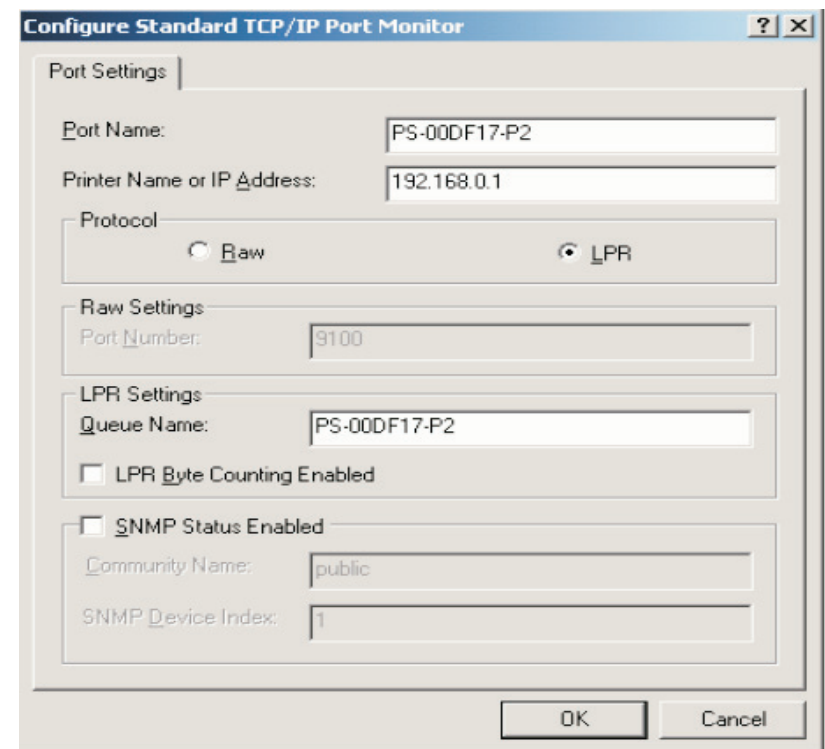 Configure Standard TCP/IP Port Monitor
Port Settings
Port Name: PS-00DF17-P2
Printer Name or IP Address: 192.168.0.1
Protocol
Raw LPR
Raw Settings
Port Number: 9100
LPR Settings
Queue Name: PS-00DF17-P2
LPR Byte Counting Enabled
SNMP Status Enabled
Community Name: public
SNMP Device Index: 1
OK Cancel